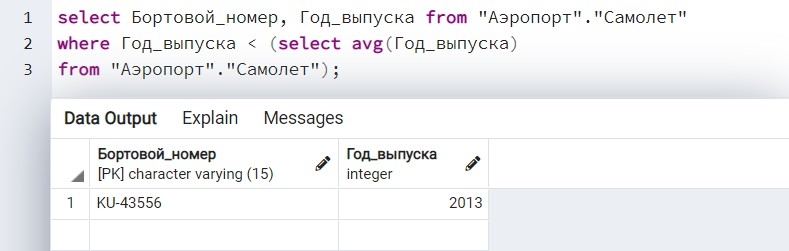 1 select Бортовой_номер, Год_выпуска from "Аэропорт"."Самолет"
2 where Год_выпуска < (select avg(Год_выпуска)
3 from "Аэропорт"."Самолет");
Data Output Explain Messages
Бортовой_номер Год_выпуска
[PK] character varying (15) integer
1 KU-43556 2013